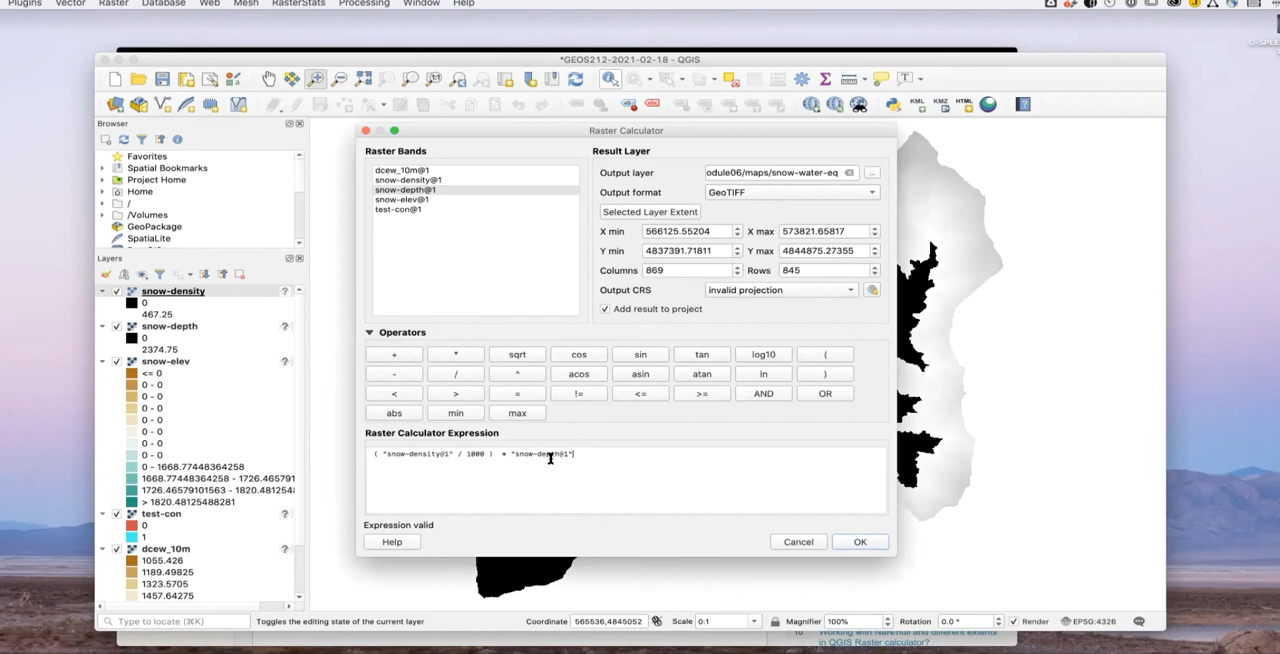 Plugins Vector Raster Database Web Mesh RasterStats Processing Window Help
*GEOS212-2021-02-18 - QGIS
KML KMZ HTML
Browser
Favorites
Spatial Bookmarks
Project Home
Home
/
/Volumes
GeoPackage
SpatiaLite
Layers
snow-density
0
467.25
snow-depth
0
2374.75
snow-elev
<= 0
0 - 0
0 - 0
0 - 0
0 - 0
0 - 0
0 - 0
0 - 0
0 - 1668.77448364258
1668.77448364258 - 1726.46579
1726.46579101563 - 1820.48125
> 1820.48125488281
test-con
0
1
dcew_10m
1055.426
1189.49825
1323.5705
1457.64275
Raster Calculator
Raster Bands
dcew_10m@1
snow-density@1
snow-depth@1
snow-elev@1
test-con@1
Result Layer
Output layer odule06/maps/snow-water-eq ...
Output format GeoTIFF
Selected Layer Extent
X min 566125.55204 X max 573821.65817
Y min 4837391.71811 Y max 4844875.27355
Columns 869 Rows 845
Output CRS invalid projection
Add result to project
Operators
+ * sqrt cos sin tan log10 (
- / ^ acos asin atan ln )
< > = != <= >= AND OR
abs min max
Raster Calculator Expression
( "snow-density@1" / 1000 ) * "snow-depth@1"
Expression valid
Help Cancel OK
Type to locate (⌘K) Toggles the editing state of the current layer Coordinate 565536,4845052 Scale 0:1 Magnifier 100% Rotation 0.0 ° Render EPSG:4326
10 Working with NaN/null and different extents
in QGIS Raster calculator?